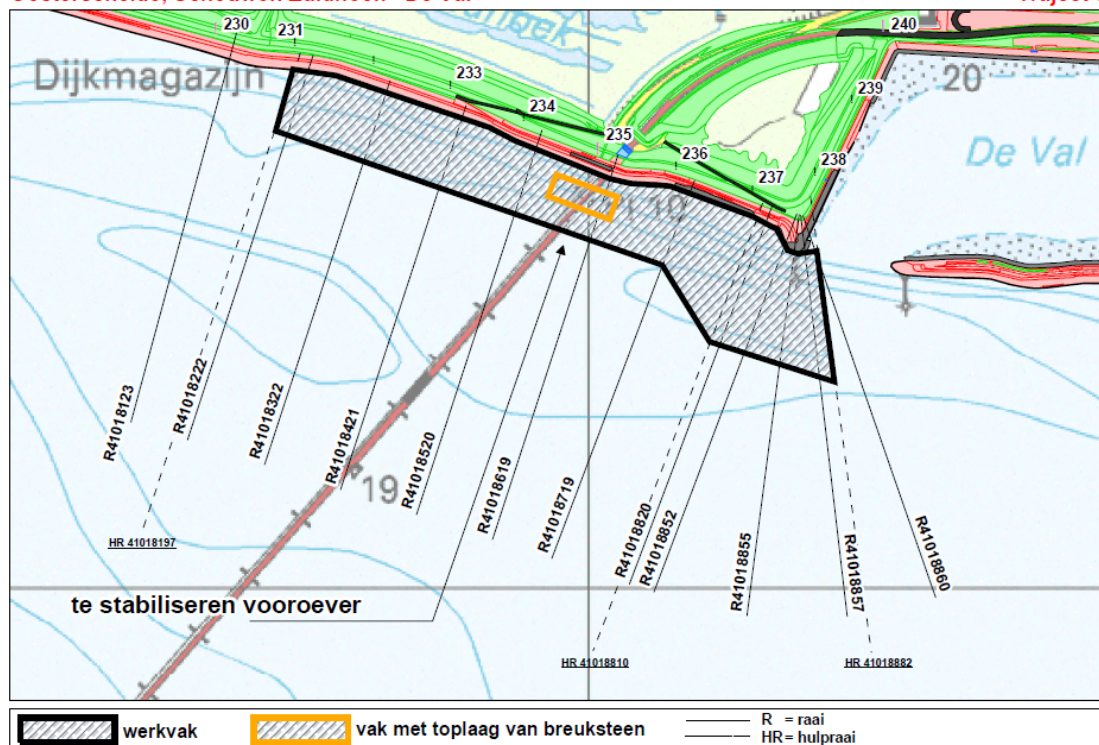 230
231
240
Dijkmagazijn
233
234
239
20
235
236
237
238
De Val
R41018123
R41018222
R41018322
R41018421
R41018520
R41018619
R41018719
R41018820
R41018852
R41018855
R41018857
R41018860
19
HR 41018197
te stabiliseren vooroever
HR 41018810
HR 41018882
werkvak
vak met toplaag van breuksteen
R = raai
HR= hulpraai